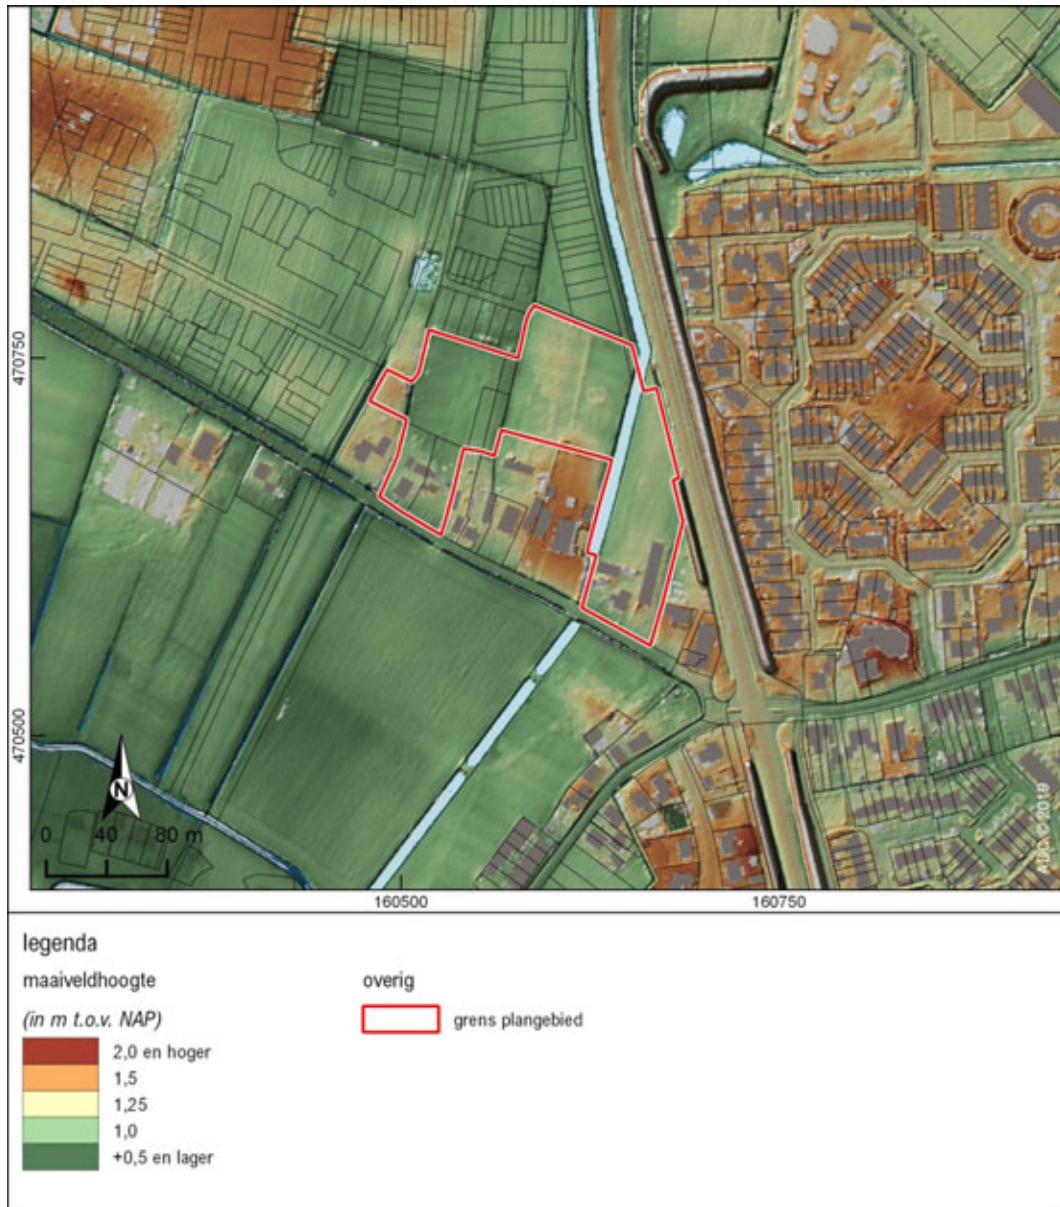 470750
470500
N
0 40 80 m
160500 160750
ADC © 2019
legenda
maaiveldhoogte
(in m t.o.v. NAP)
2,0 en hoger
1,5
1,25
1,0
+0,5 en lager
overig
grens plangebied